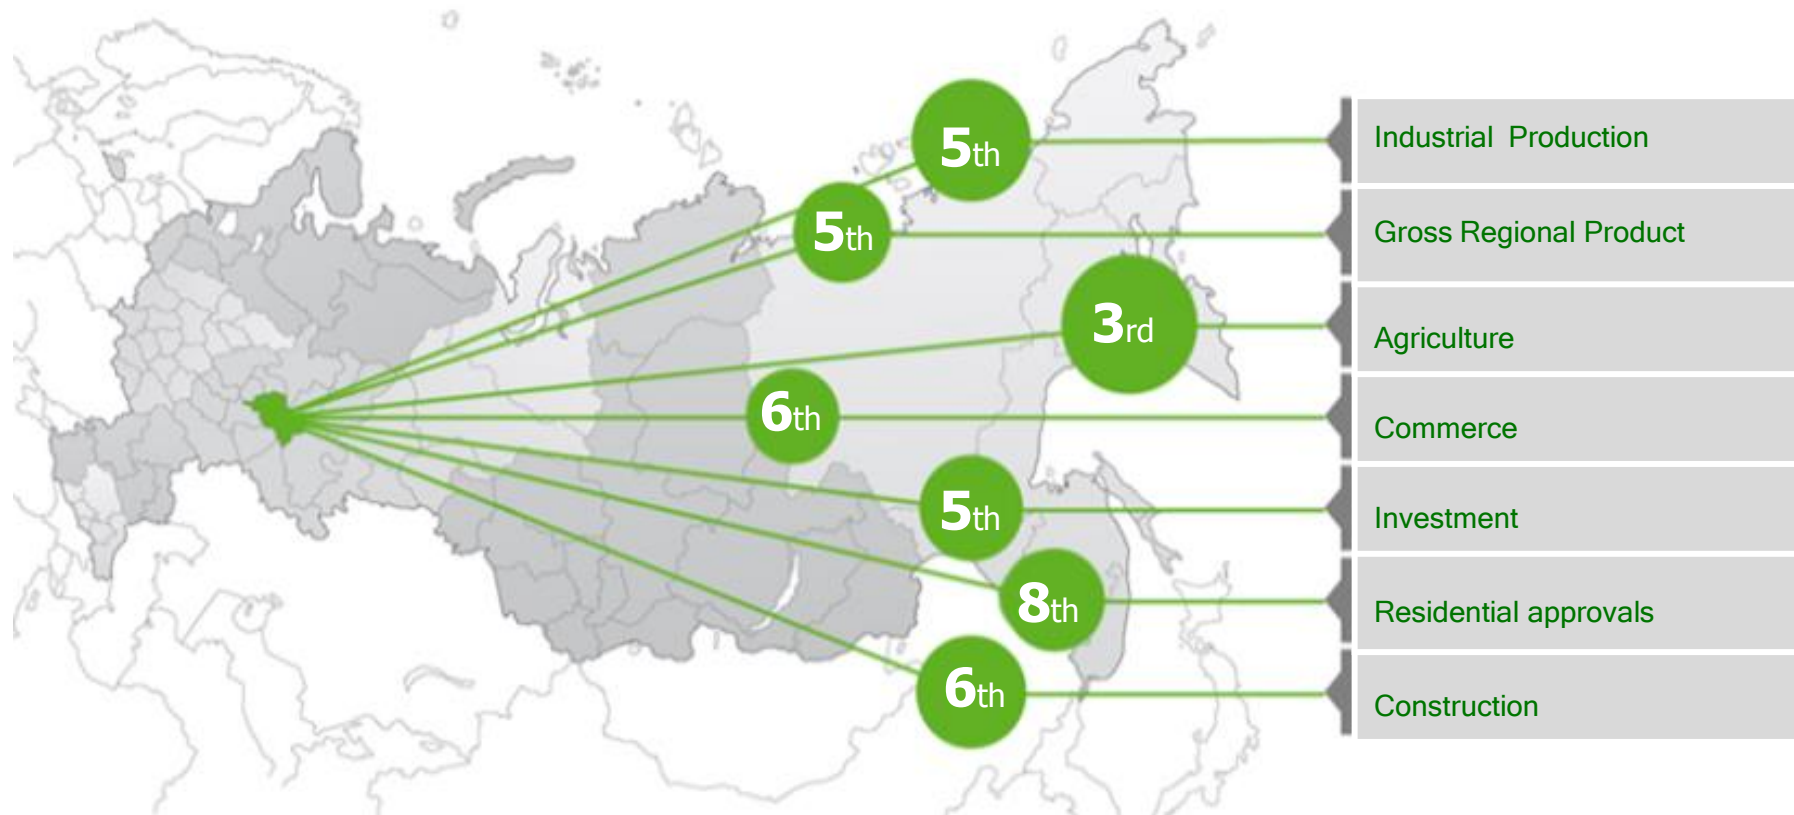 5th
Industrial Production
5th
Gross Regional Product
3rd
Agriculture
6th
Commerce
5th
Investment
8th
Residential approvals
6th
Construction